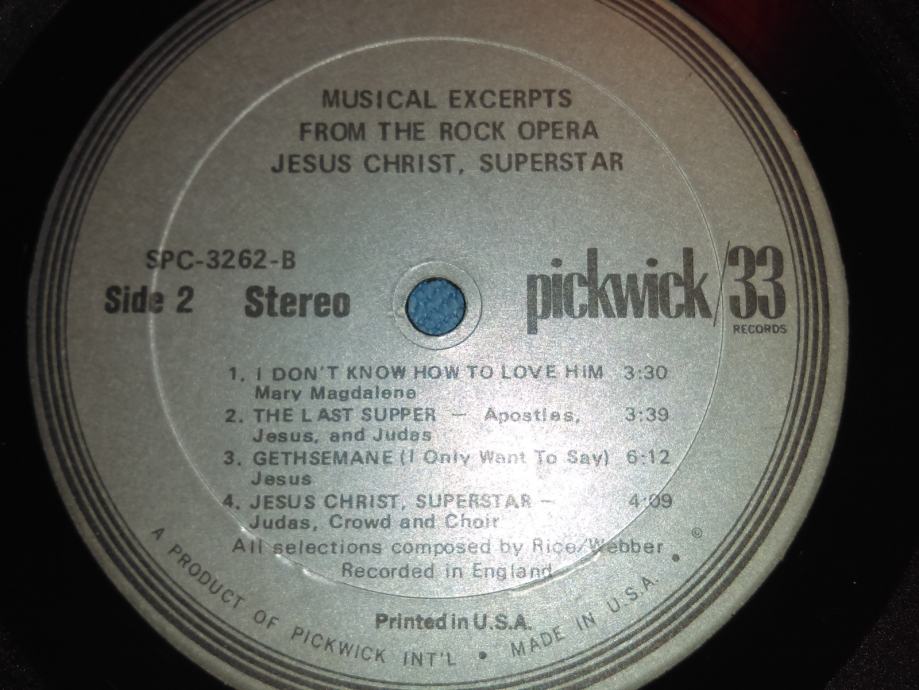 MUSICAL EXCERPTS
FROM THE ROCK OPERA
JESUS CHRIST, SUPERSTAR
SPC-3262-B
Side 2 Stereo
pickwick/33
RECORDS
1. I DON'T KNOW HOW TO LOVE HIM 3:30
Mary Magdalene
2. THE LAST SUPPER — Apostles, 3:39
Jesus, and Judas
3. GETHSEMANE (I Only Want To Say) 6:12
Jesus
4. JESUS CHRIST, SUPERSTAR — 4:09
Judas, Crowd and Choir
All selections composed by Rice/Webber
Recorded in England
Printed in U.S.A.
A PRODUCT OF PICKWICK INT'L • MADE IN U.S.A. • ©